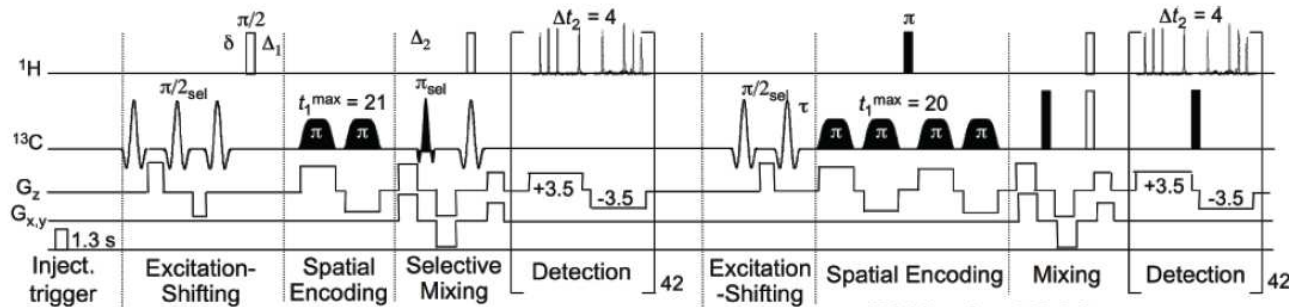 π/2
π
Δt₂ = 4
δ
Δ₁
Δ₂
Δt₂ = 4
¹H
π/2sel
t₁ᵐᵃˣ = 21
πsel
π/2sel
τ
t₁ᵐᵃˣ = 20
¹³C
π
π
π
π
π
π
Gz
+3.5
-3.5
+3.5
-3.5
Gx,y
1.3 s
Inject.
trigger
Excitation-
Shifting
Spatial
Encoding
Selective
Mixing
Detection
42
Excitation
-Shifting
Spatial Encoding
Mixing
Detection
42